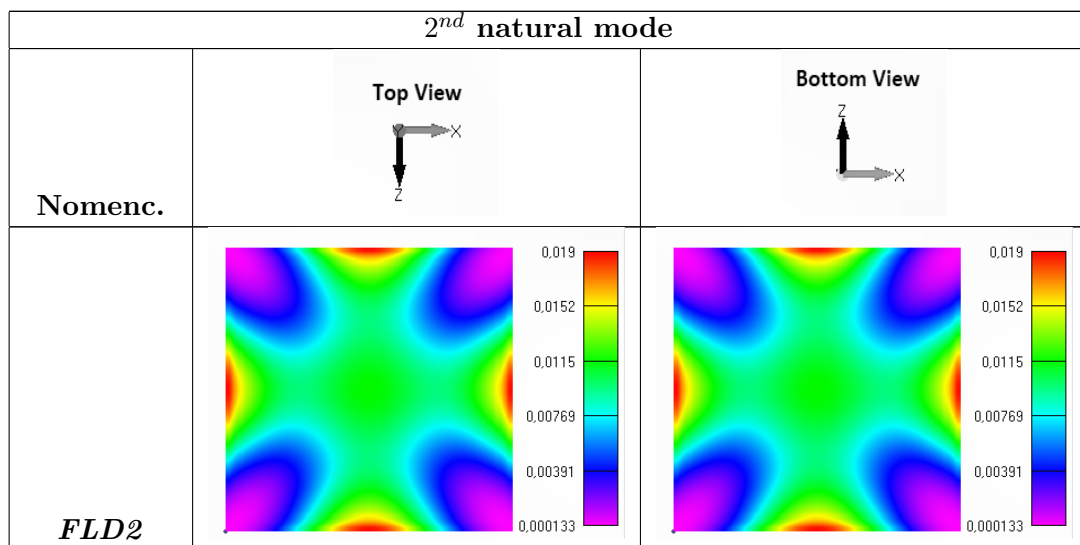 2nd natural mode
Nomenc.
Top View
Y
X
Z
Bottom View
Z
X
FLD2
0,019
0,0152
0,0115
0,00769
0,00391
0,000133
0,019
0,0152
0,0115
0,00769
0,00391
0,000133